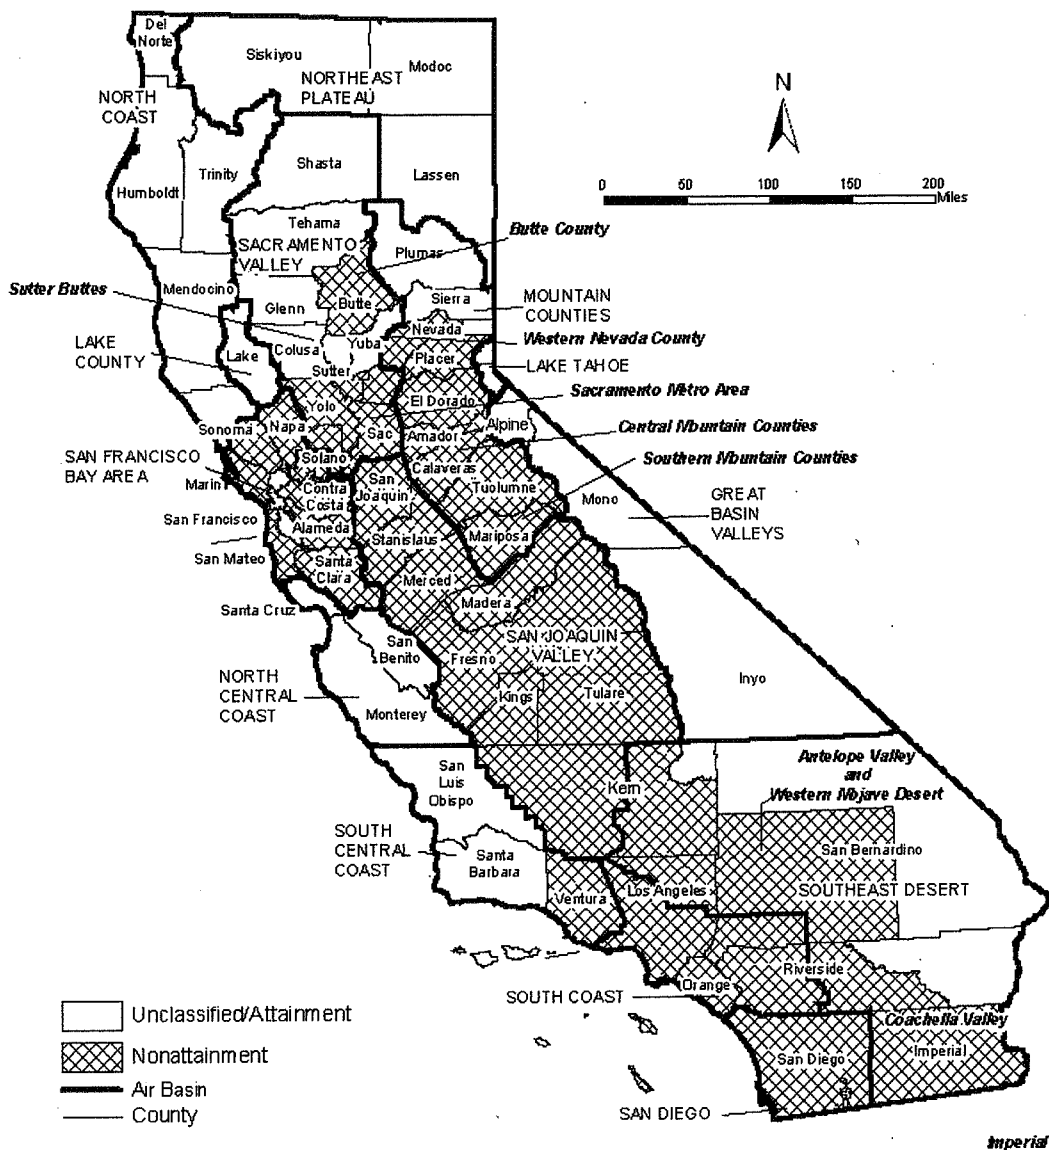 Del
Norte
Siskiyou
Modoc
NORTHEAST
PLATEAU
NORTH
COAST
N
Shasta
Trinity
Lassen
Humboldt
0 50 100 150 200
Miles
Tehama
Butte County
SACRAMENTO
VALLEY
Plumas
Sutter Buttes
Mendocino
Glenn
Butte
Sierra
MOUNTAIN
COUNTIES
Nevada
Western Nevada County
LAKE
COUNTY
Lake
Colusa
Yuba
Placer
LAKE TAHOE
Sutter
Yolo
El Dorado
Sacramento Metro Area
Sonoma
Napa
Sac
Amador
Alpine
Central Mountain Counties
SAN FRANCISCO
BAY AREA
Solano
Calaveras
Southern Mountain Counties
Marin
Contra
Costa
San
Joaquin
Tuolumne
Mono
GREAT
BASIN
VALLEYS
San Francisco
Alameda
Stanislaus
Mariposa
San Mateo
Santa
Clara
Merced
Santa Cruz
Madera
San
Benito
SAN JOAQUIN
VALLEY
Fresno
NORTH
CENTRAL
COAST
Kings
Tulare
Inyo
Monterey
San
Luis
Obispo
Kern
Antelope Valley
and
Western Mojave Desert
SOUTH
CENTRAL
COAST
Santa
Barbara
San Bernardino
Ventura
Los Angeles
SOUTHEAST DESERT
Riverside
SOUTH COAST
Orange
Coachella Valley
San Diego
Imperial
SAN DIEGO
Unclassified/Attainment
Nonattainment
Air Basin
County
Imperial